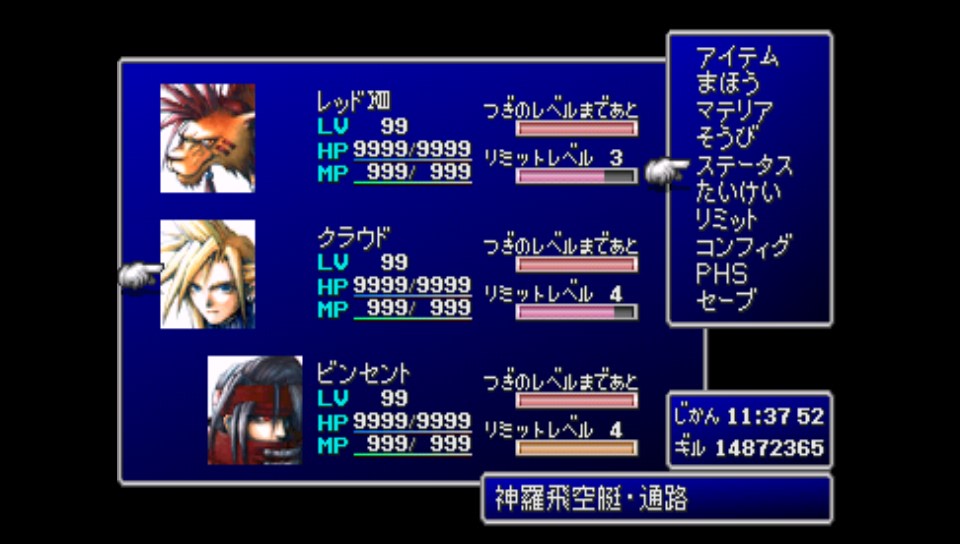 レッドXIII
LV 99
HP 9999/9999
MP 999/ 999
つぎのレベルまであと
リミットレベル 3
クラウド
LV 99
HP 9999/9999
MP 999/ 999
つぎのレベルまであと
リミットレベル 4
ビンセント
LV 99
HP 9999/9999
MP 999/ 999
つぎのレベルまであと
リミットレベル 4
アイテム
まほう
マテリア
そうび
ステータス
たいけい
リミット
コンフィグ
PHS
セーブ
じかん 11:37 52
ギル 14872365
神羅飛空艇・通路